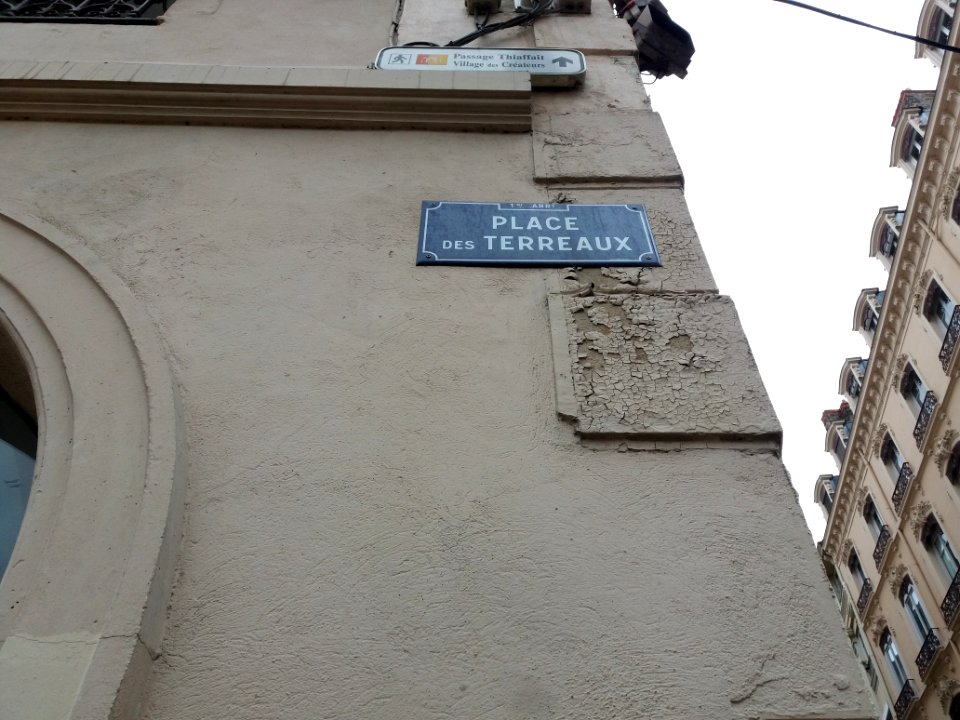 Passage Thiaffait
Village des Créateurs
1ER ARRT
PLACE
DES TERREAUX